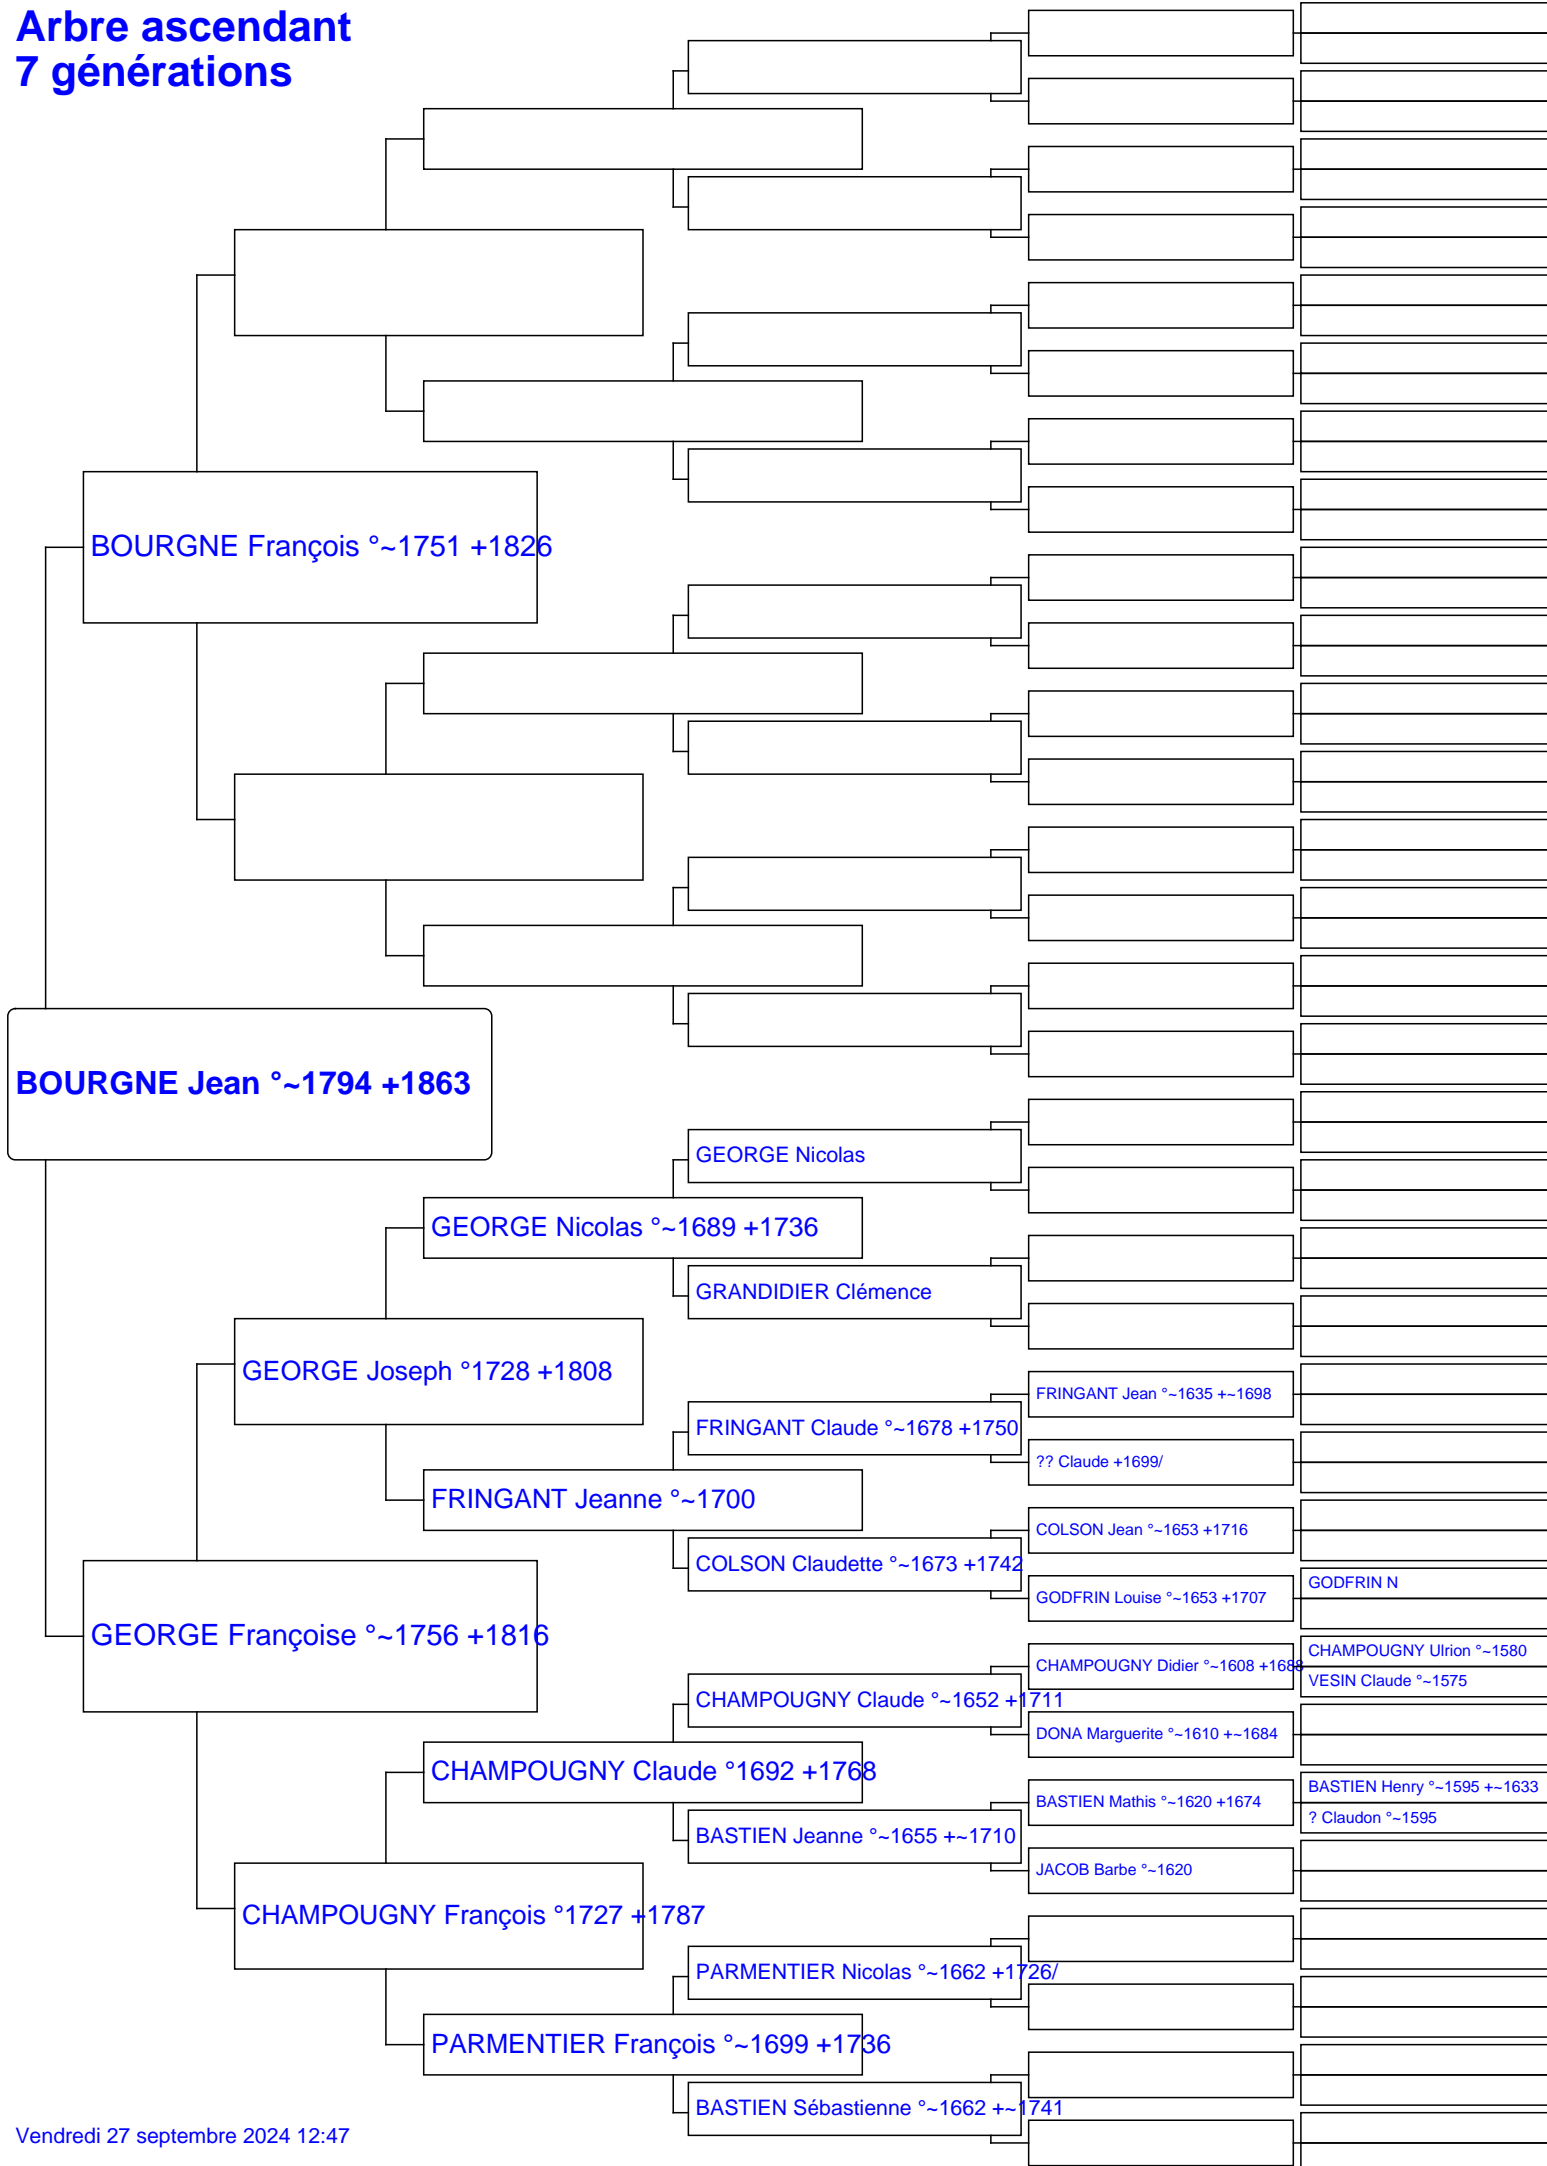 Arbre ascendant
7 générations
BOURGNE François °~1751 +1826
BOURGNE Jean °~1794 +1863
GEORGE Nicolas
GEORGE Nicolas °~1689 +1736
GRANDIDIER Clémence
GEORGE Joseph °1728 +1808
FRINGANT Jean °~1635 +~1698
FRINGANT Claude °~1678 +1750
?? Claude +1699/
FRINGANT Jeanne °~1700
COLSON Jean °~1653 +1716
COLSON Claudette °~1673 +1742
GODFRIN N
GODFRIN Louise °~1653 +1707
GEORGE Françoise °~1756 +1816
CHAMPOUGNY Ulrion °~1580
CHAMPOUGNY Didier °~1608 +1688
VESIN Claude °~1575
CHAMPOUGNY Claude °~1652 +1711
DONA Marguerite °~1610 +~1684
CHAMPOUGNY Claude °1692 +1768
BASTIEN Henry °~1595 +~1633
BASTIEN Mathis °~1620 +1674
? Claudon °~1595
BASTIEN Jeanne °~1655 +~1710
JACOB Barbe °~1620
CHAMPOUGNY François °1727 +1787
PARMENTIER Nicolas °~1662 +1726/
PARMENTIER François °~1699 +1736
BASTIEN Sébastienne °~1662 +~1741
Vendredi 27 septembre 2024 12:47